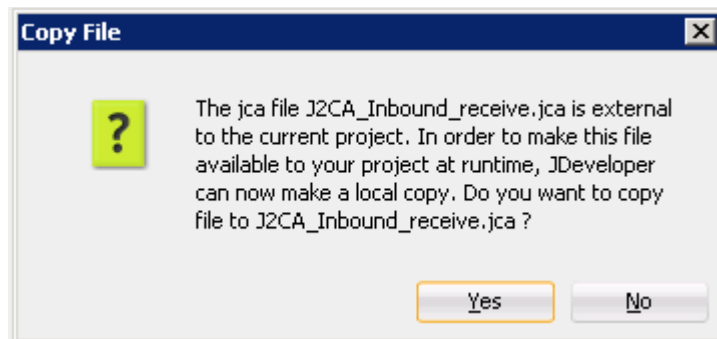 Copy File
?
The jca file J2CA_Inbound_receive.jca is external
to the current project. In order to make this file
available to your project at runtime, JDeveloper
can now make a local copy. Do you want to copy
file to J2CA_Inbound_receive.jca ?
Yes No